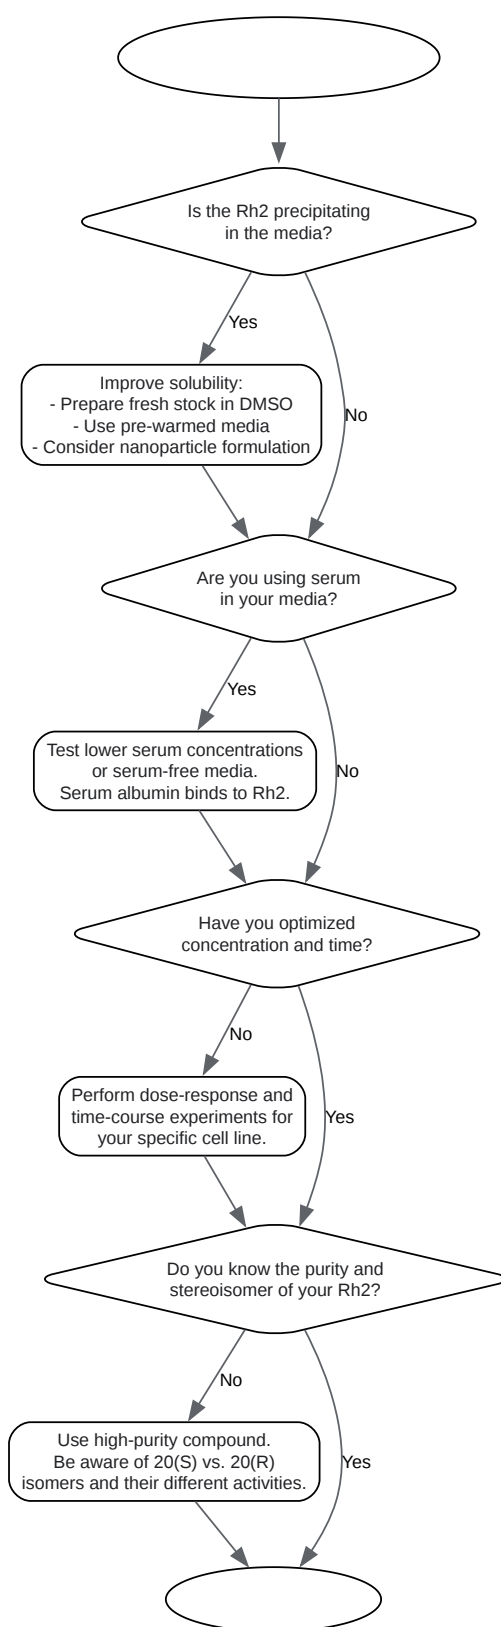 Is the Rh2 precipitating
in the media?
Yes
Improve solubility:
- Prepare fresh stock in DMSO
- Use pre-warmed media
- Consider nanoparticle formulation
No
Are you using serum
in your media?
Yes
Test lower serum concentrations
or serum-free media.
Serum albumin binds to Rh2.
No
Have you optimized
concentration and time?
No
Perform dose-response and
time-course experiments for
your specific cell line.
Yes
Do you know the purity and
stereoisomer of your Rh2?
No
Use high-purity compound.
Be aware of 20(S) vs. 20(R)
isomers and their different activities.
Yes